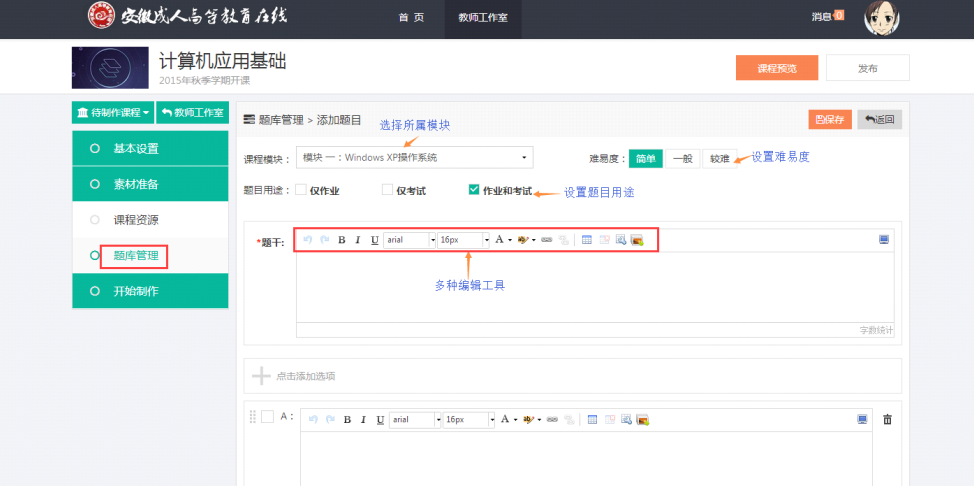 安徽成人高等教育在线
首 页
教师工作室
消息 0
计算机应用基础
2015年秋季学期开课
课程预览
发布
待制作课程
教师工作室
基本设置
素材准备
课程资源
题库管理
开始制作
题库管理 > 添加题目
选择所属模块
保存
返回
课程模块： 模块 一：Windows XP操作系统
难易度： 简单 一般 较难
设置难易度
题目用途： 仅作业 仅考试 作业和考试
设置题目用途
*题干: B I U arial 16px A ab
多种编辑工具
字数统计
点击添加选项
A： B I U arial 16px A ab